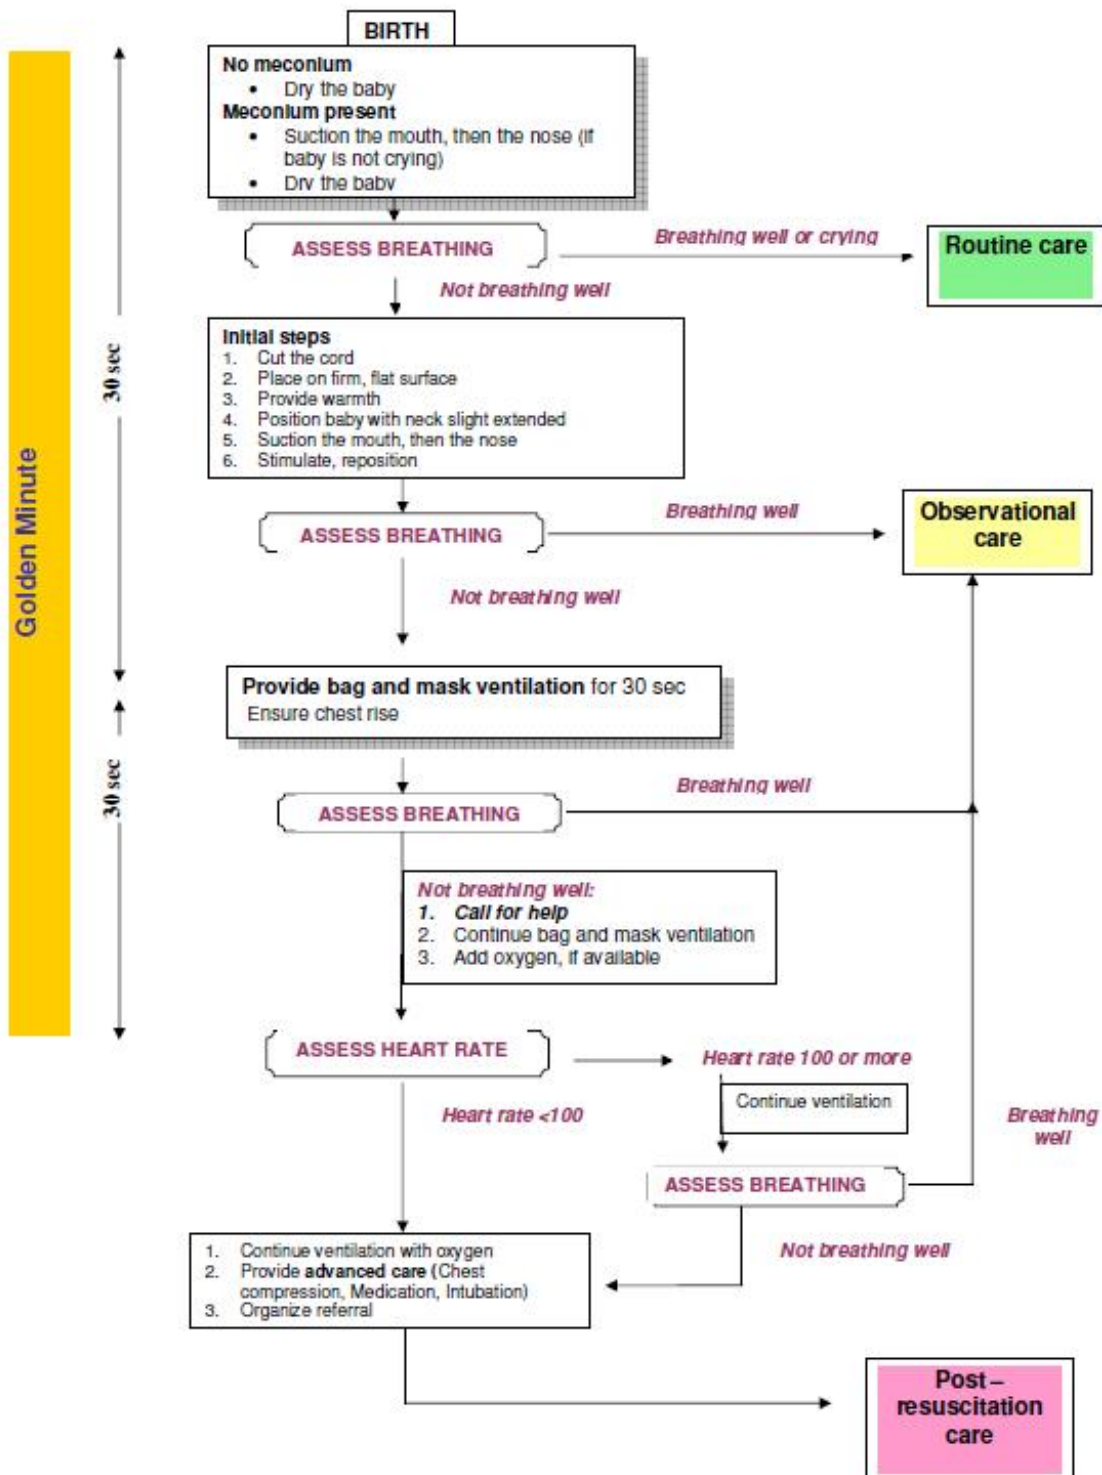 BIRTH
No meconium
• Dry the baby
Meconium present
• Suction the mouth, then the nose (if
baby is not crying)
• Dry the baby
ASSESS BREATHING
Breathing well or crying
Routine care
Not breathing well
30 sec
Golden Minute
Initial steps
1. Cut the cord
2. Place on firm, flat surface
3. Provide warmth
4. Position baby with neck slight extended
5. Suction the mouth, then the nose
6. Stimulate, reposition
ASSESS BREATHING
Breathing well
Observational
care
Not breathing well
Provide bag and mask ventilation for 30 sec
Ensure chest rise
30 sec
ASSESS BREATHING
Breathing well
Not breathing well:
1. Call for help
2. Continue bag and mask ventilation
3. Add oxygen, if available
ASSESS HEART RATE
Heart rate 100 or more
Continue ventilation
Heart rate <100
Breathing
well
ASSESS BREATHING
Not breathing well
1. Continue ventilation with oxygen
2. Provide advanced care (Chest
compression, Medication, Intubation)
3. Organize referral
Post –
resuscitation
care